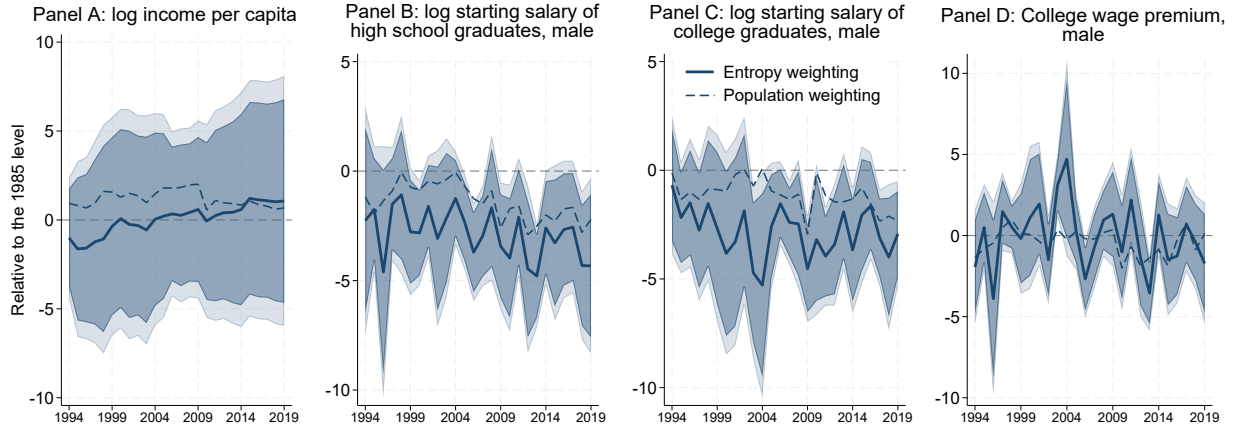 Panel A: log income per capita
Relative to the 1985 level
10
5
0
-5
-10
1994 1999 2004 2009 2014 2019
Panel B: log starting salary of
high school graduates, male
5
0
-5
-10
1994 1999 2004 2009 2014 2019
Panel C: log starting salary of
college graduates, male
Entropy weighting
Population weighting
5
0
-5
-10
1994 1999 2004 2009 2014 2019
Panel D: College wage premium,
male
10
5
0
-5
-10
1994 1999 2004 2009 2014 2019